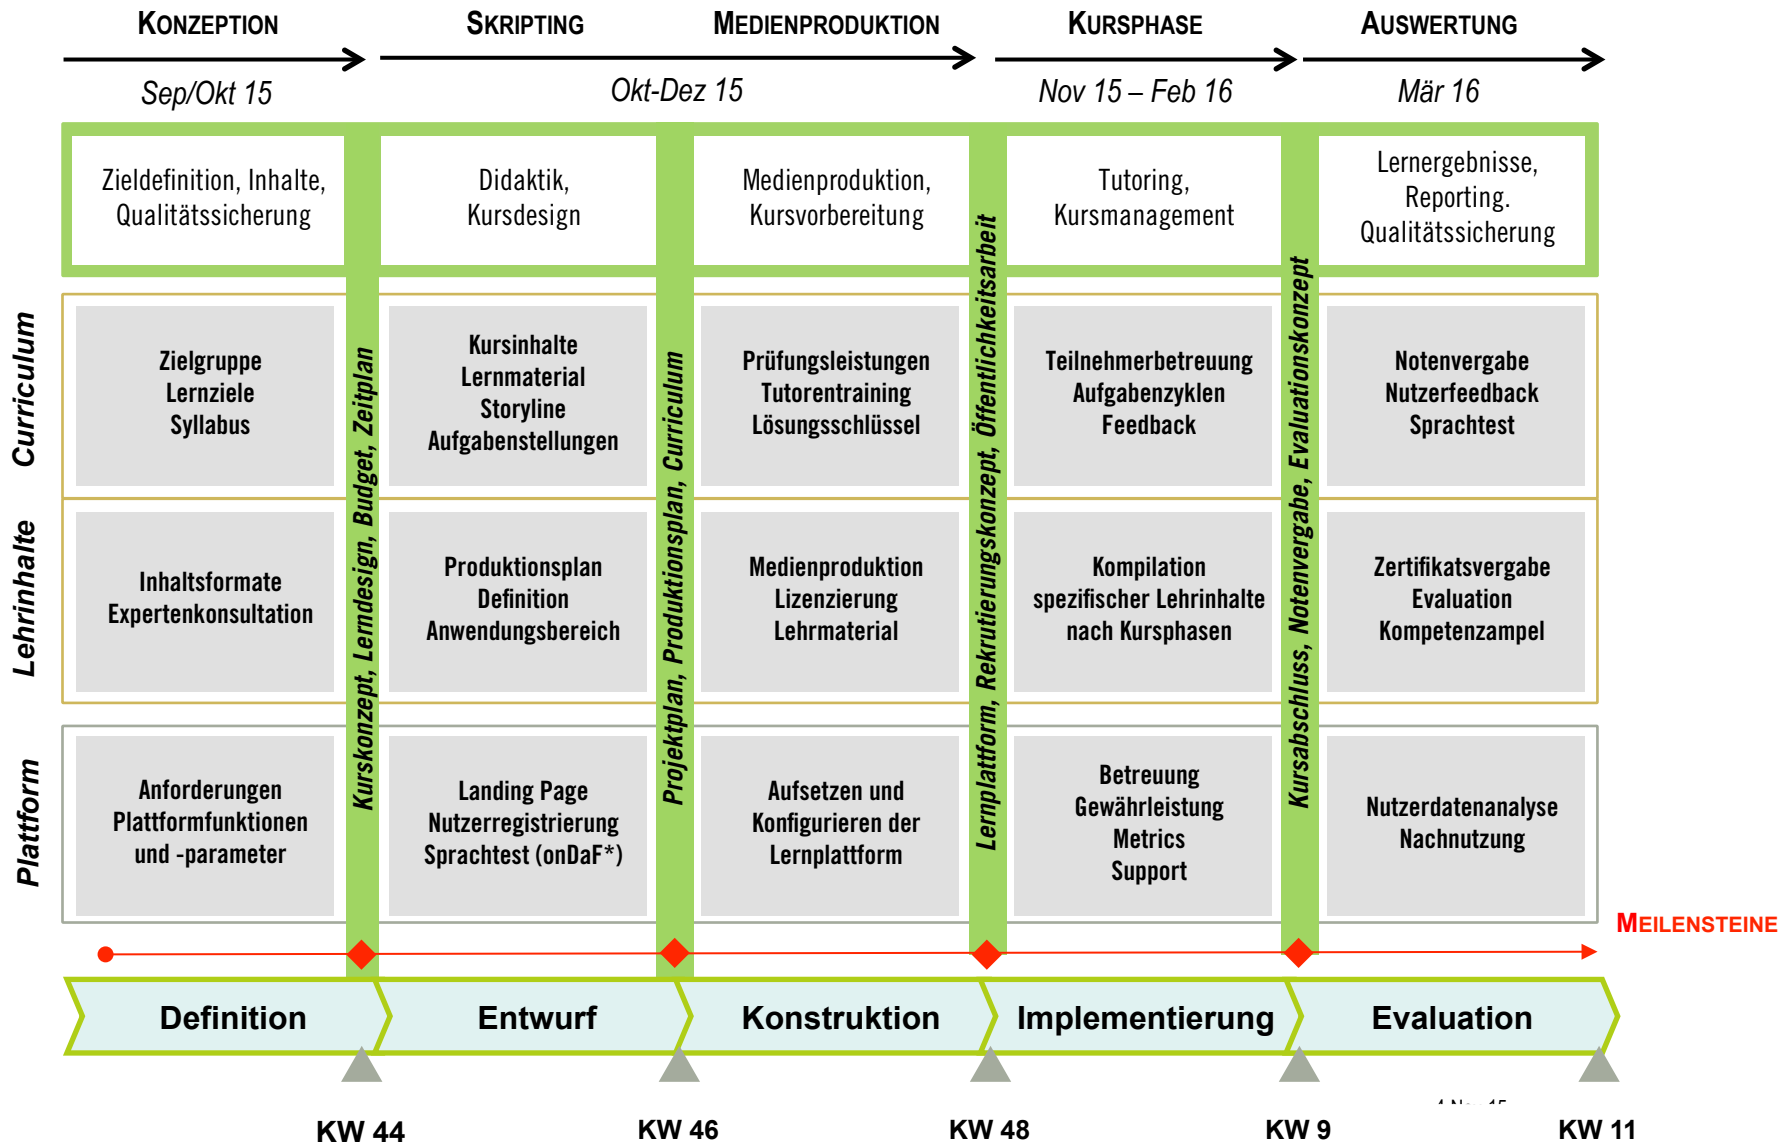 KONZEPTION
SKRIPTING
MEDIENPRODUKTION
KURSPHASE
AUSWERTUNG
Sep/Okt 15
Okt-Dez 15
Nov 15 – Feb 16
Mär 16
Zieldefinition, Inhalte,
Qualitätssicherung
Didaktik,
Kursdesign
Medienproduktion,
Kursvorbereitung
Tutoring,
Kursmanagement
Lernergebnisse,
Reporting.
Qualitätssicherung
Curriculum
Zielgruppe
Lernziele
Syllabus
Kursinhalte
Lernmaterial
Storyline
Aufgabenstellungen
Prüfungsleistungen
Tutorentraining
Lösungsschlüssel
Teilnehmerbetreuung
Aufgabenzyklen
Feedback
Notenvergabe
Nutzerfeedback
Sprachtest
Lehrinhalte
Inhaltsformate
Expertenkonsultation
Produktionsplan
Definition
Anwendungsbereich
Medienproduktion
Lizenzierung
Lehrmaterial
Kompilation
spezifischer Lehrinhalte
nach Kursphasen
Zertifikatsvergabe
Evaluation
Kompetenzampel
Plattform
Anforderungen
Plattformfunktionen
und -parameter
Landing Page
Nutzerregistrierung
Sprachtest (onDaF*)
Aufsetzen und
Konfigurieren der
Lernplattform
Betreuung
Gewährleistung
Metrics
Support
Nutzerdatenanalyse
Nachnutzung
Kurskonzept, Lerndesign, Budget, Zeitplan
Projektplan, Produktionsplan, Curriculum
Lernplattform, Rekrutierungskonzept, Öffentlichkeitsarbeit
Kursabschluss, Notenvergabe, Evaluationskonzept
MEILENSTEINE
Definition
Entwurf
Konstruktion
Implementierung
Evaluation
KW 44
KW 46
KW 48
KW 9
KW 11